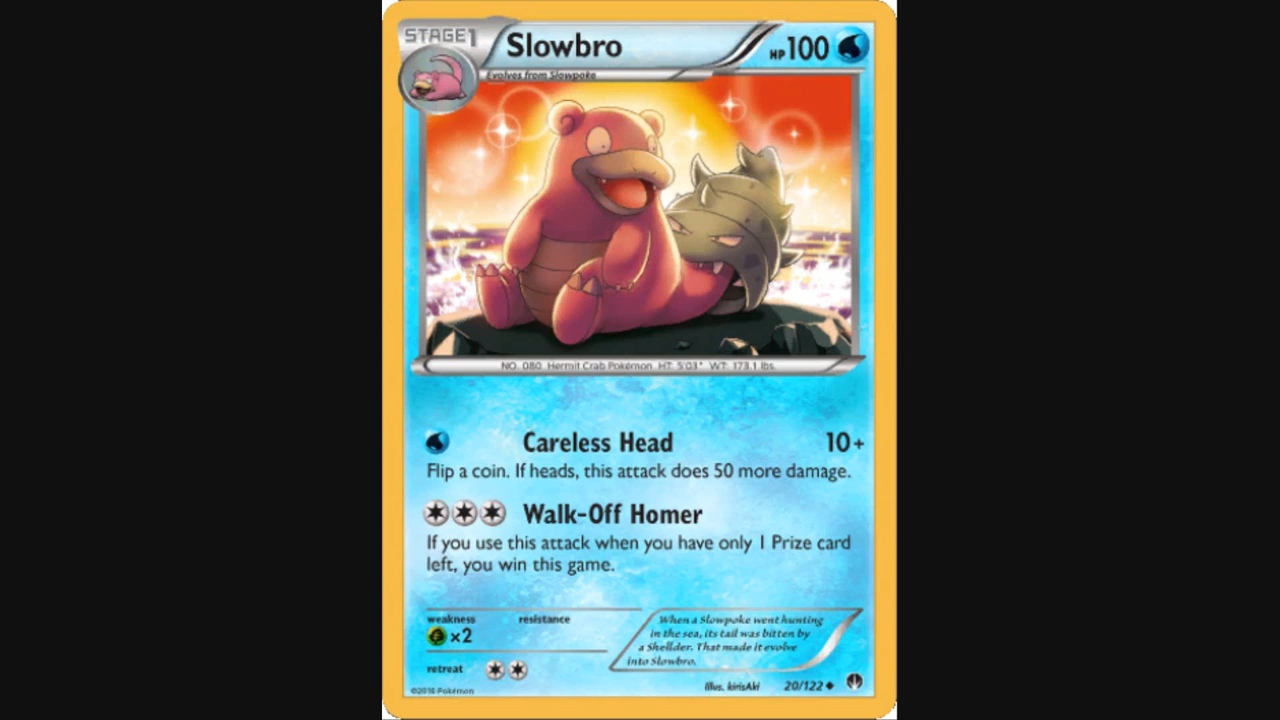 STAGE1
Slowbro
HP100
Evolves from Slowpoke
NO. 080 Hermit Crab Pokémon HT: 5'03" WT: 173.1 lbs.
Careless Head 10+
Flip a coin. If heads, this attack does 50 more damage.
Walk-Off Homer
If you use this attack when you have only 1 Prize card
left, you win this game.
weakness resistance
×2
retreat
When a Slowpoke went hunting
in the sea, its tail was bitten by
a Shellder. That made it evolve
into Slowbro.
©2016 Pokémon
Illus. kirisAki
20/122